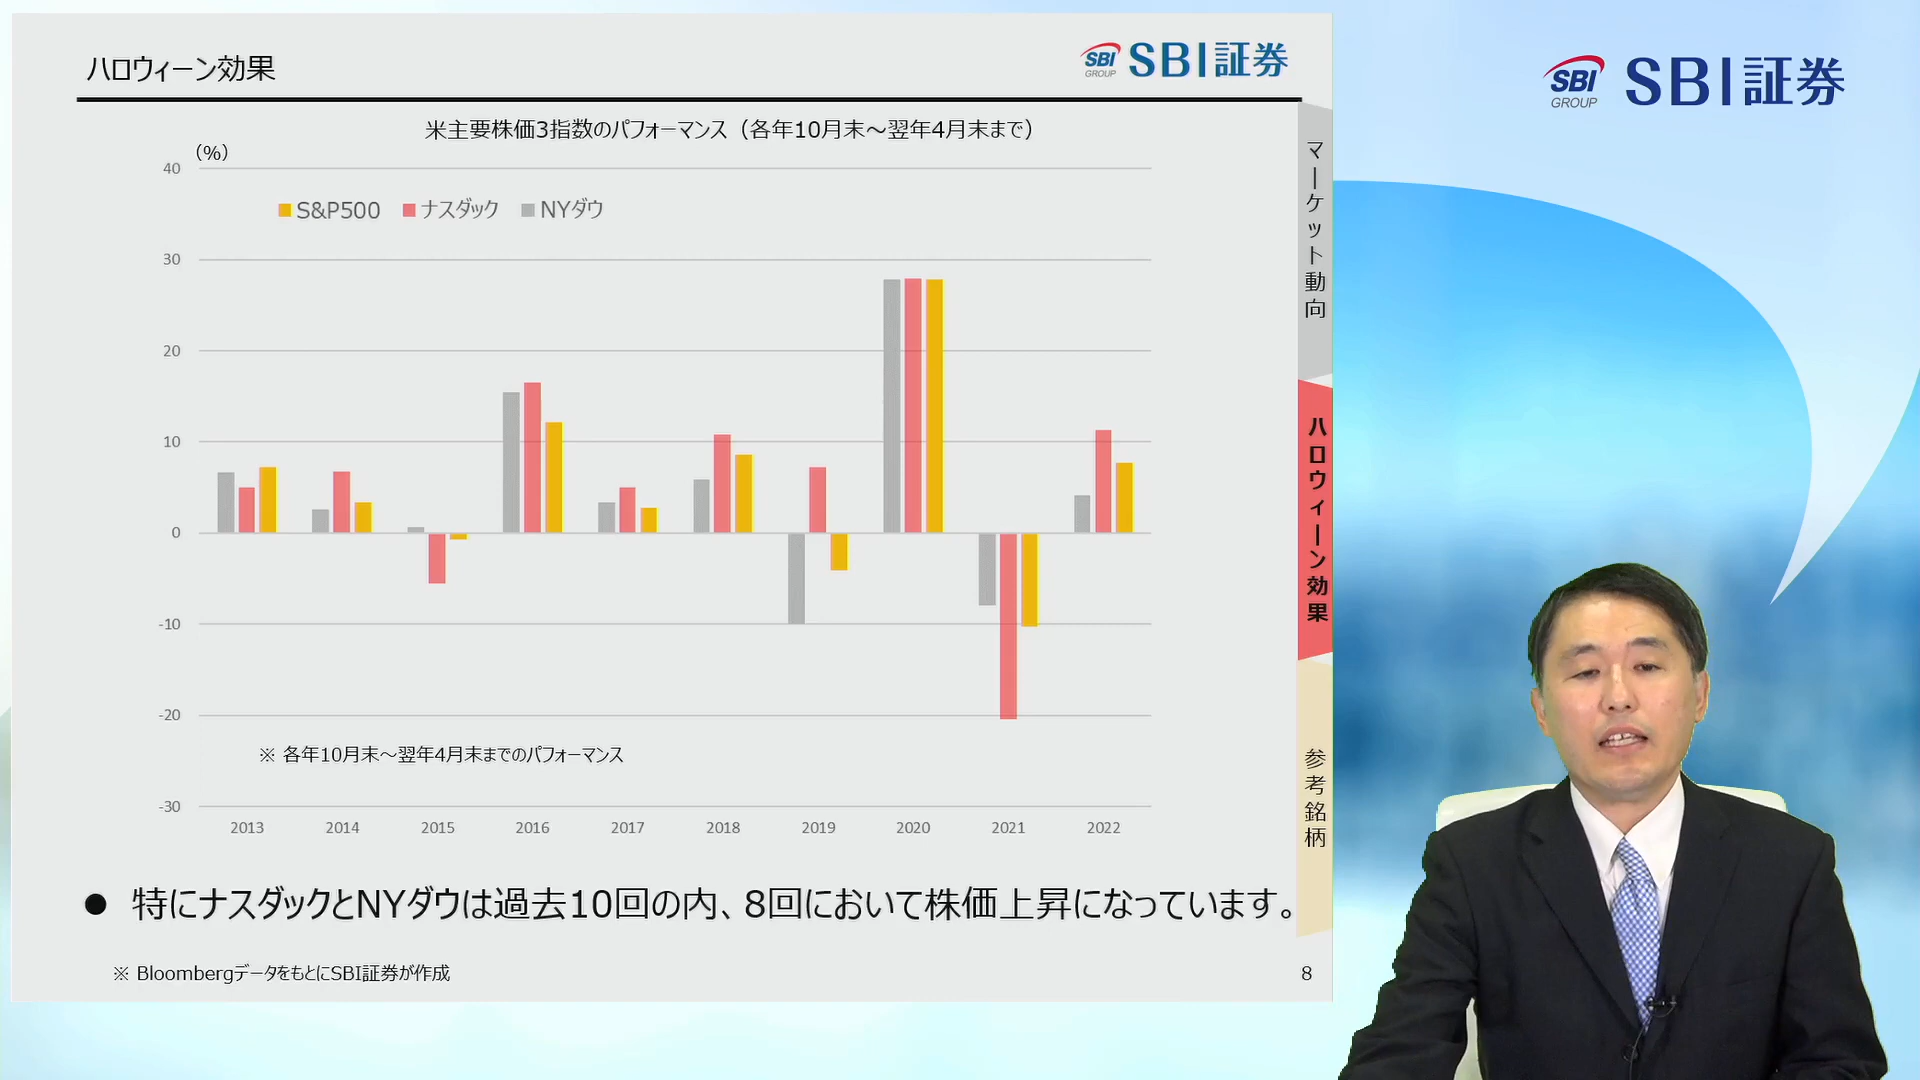 ハロウィーン効果
SBI GROUP SBI証券
米主要株価3指数のパフォーマンス（各年10月末～翌年4月末まで）
(%)
S&P500 ナスダック NYダウ
40
30
20
10
0
-10
-20
-30
※ 各年10月末～翌年4月末までのパフォーマンス
2013 2014 2015 2016 2017 2018 2019 2020 2021 2022
● 特にナスダックとNYダウは過去10回の内、8回において株価上昇になっています。
※ BloombergデータをもとにSBI証券が作成
8
マーケット動向
ハロウィーン効果
参考銘柄
SBI GROUP SBI証券